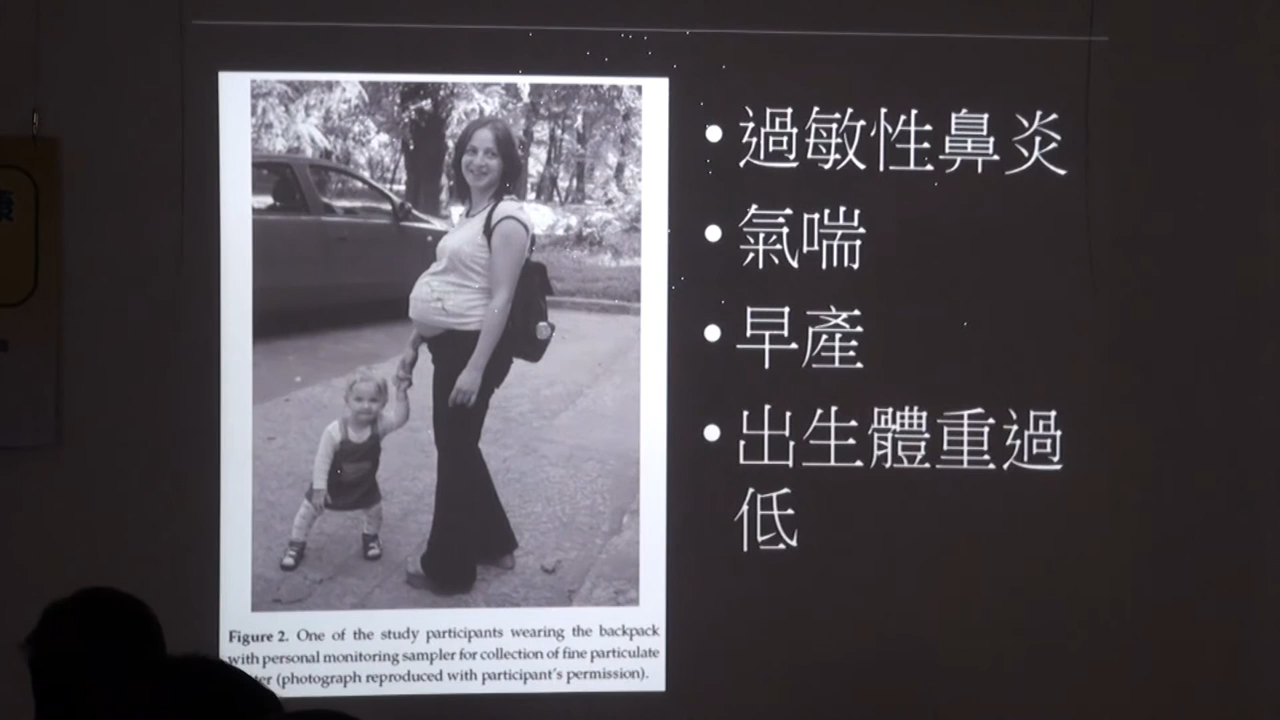 • 過敏性鼻炎
• 氣喘
• 早產
• 出生體重過
低
Figure 2. One of the study participants wearing the backpack
with personal monitoring sampler for collection of fine particulate
(photograph reproduced with participant's permission).